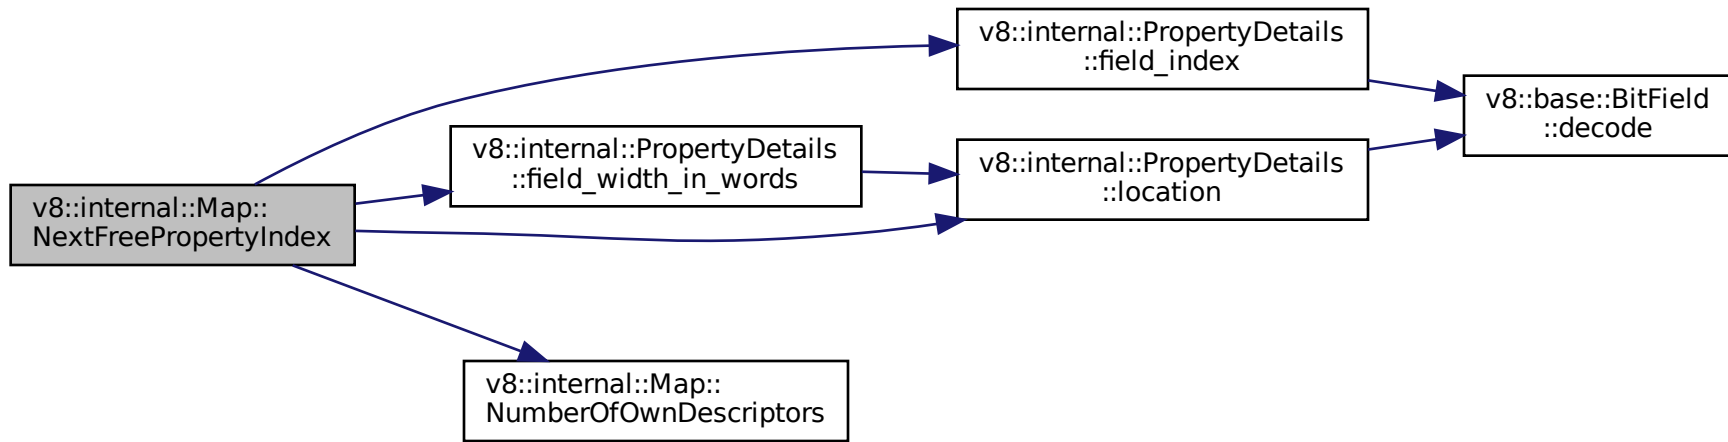 v8::internal::Map::
NextFreePropertyIndex
v8::internal::PropertyDetails
::field_index
v8::internal::PropertyDetails
::field_width_in_words
v8::internal::PropertyDetails
::location
v8::base::BitField
::decode
v8::internal::Map::
NumberOfOwnDescriptors